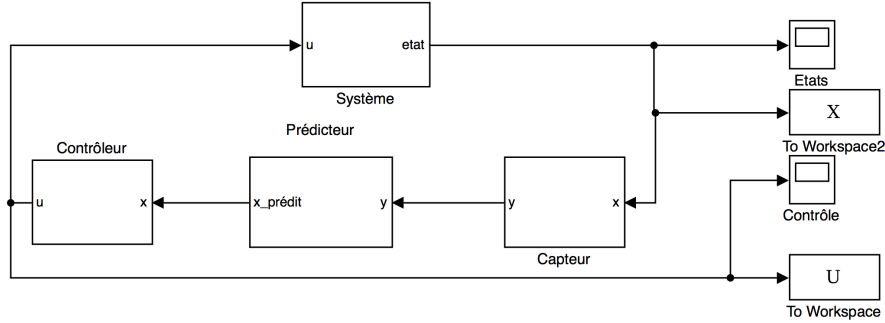 u
etat
Système
Etats
X
To Workspace2
Prédicteur
Contrôleur
u
x
x_prédit
y
y
x
Capteur
Contrôle
U
To Workspace